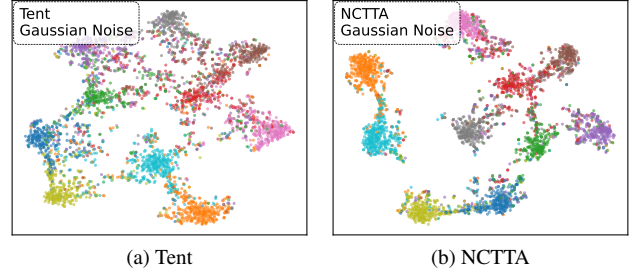 Tent
Gaussian Noise
NCTTA
Gaussian Noise
(a) Tent
(b) NCTTA